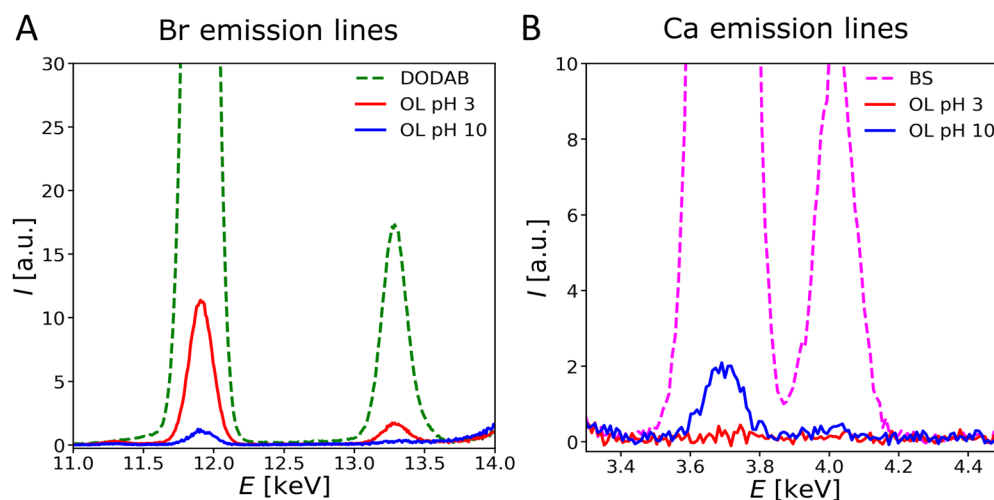 A
Br emission lines
30
25
20
15
10
5
0
I [a.u.]
DODAB
OL pH 3
OL pH 10
11.0 11.5 12.0 12.5 13.0 13.5 14.0
E [keV]
B
Ca emission lines
10
8
6
4
2
0
I [a.u.]
BS
OL pH 3
OL pH 10
3.4 3.6 3.8 4.0 4.2 4.4
E [keV]